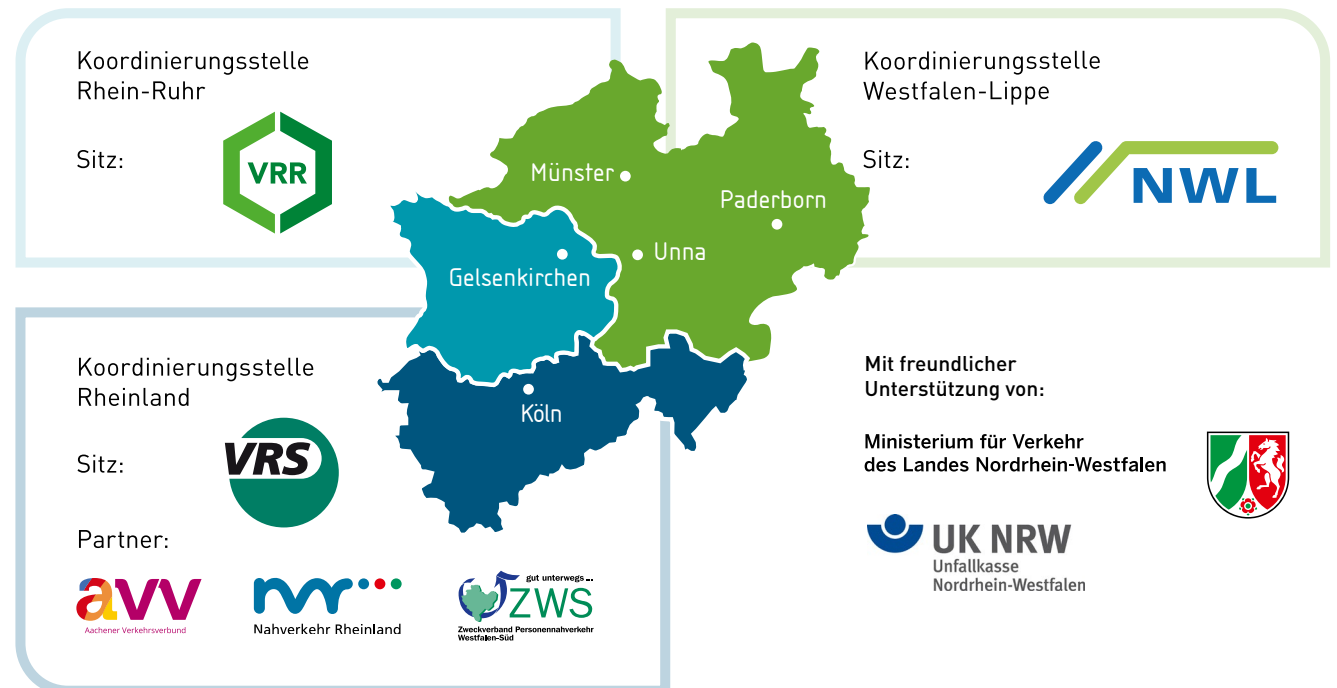 Koordinierungsstelle
Rhein-Ruhr
Sitz:
VRR
Koordinierungsstelle
Westfalen-Lippe
Sitz:
NWL
Münster
Paderborn
Unna
Gelsenkirchen
Köln
Koordinierungsstelle
Rheinland
Sitz:
VRS
Partner:
avv
Aachener Verkehrsverbund
nvr
Nahverkehr Rheinland
gut unterwegs ...
ZWS
Zweckverband Personennahverkehr
Westfalen-Süd
Mit freundlicher
Unterstützung von:
Ministerium für Verkehr
des Landes Nordrhein-Westfalen
UK NRW
Unfallkasse
Nordrhein-Westfalen